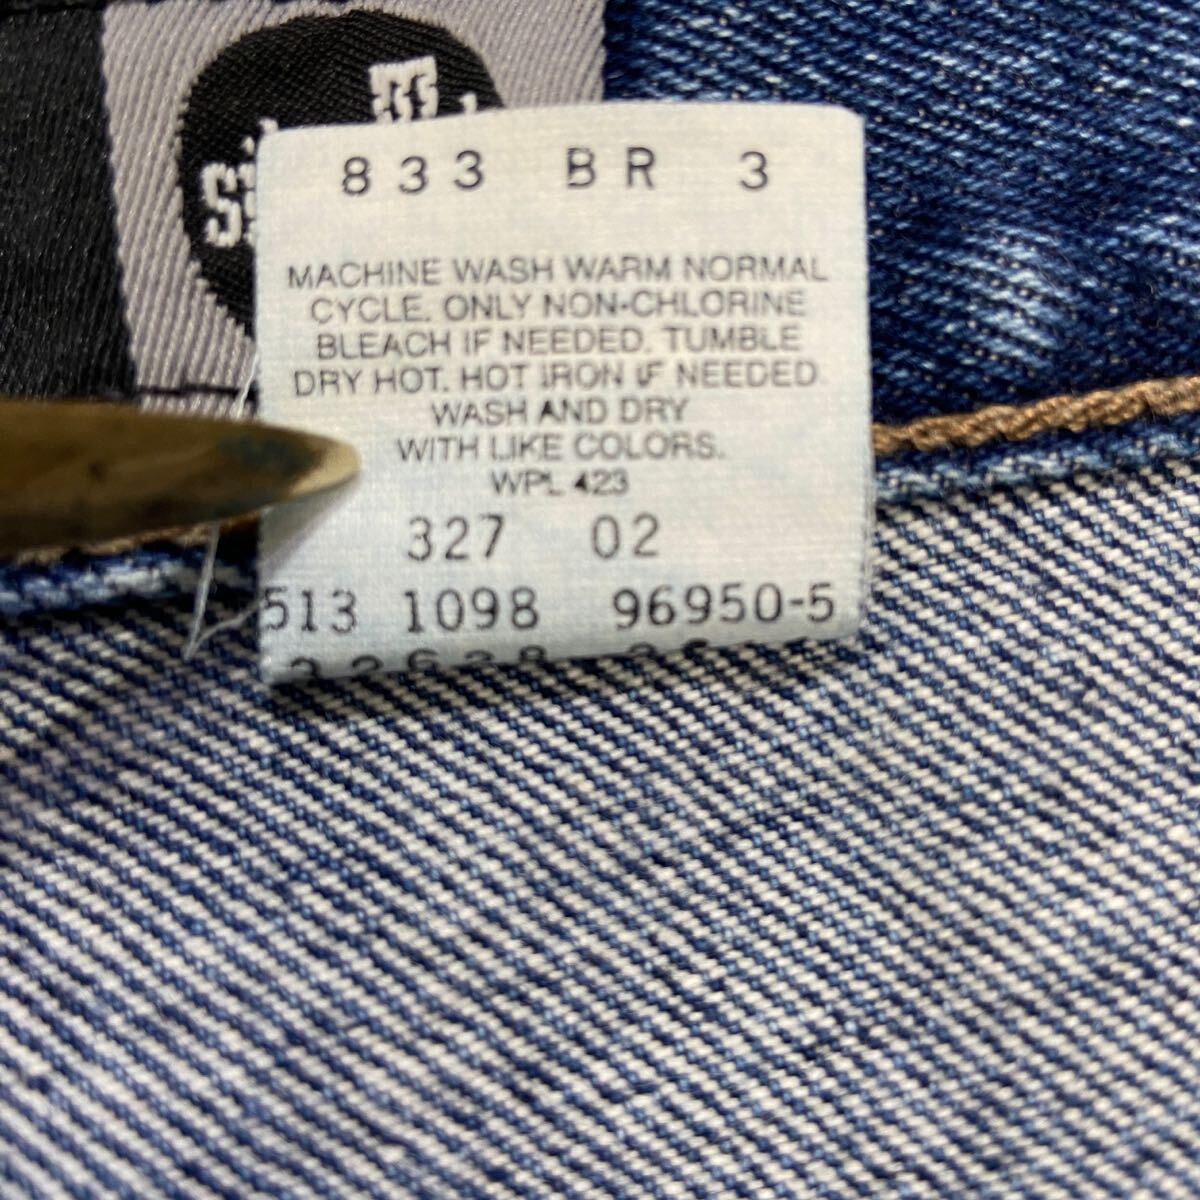 833 BR 3
MACHINE WASH WARM NORMAL
CYCLE. ONLY NON-CHLORINE
BLEACH IF NEEDED. TUMBLE
DRY HOT. HOT IRON IF NEEDED.
WASH AND DRY
WITH LIKE COLORS.
WPL 423
327 02
513 1098 96950-5